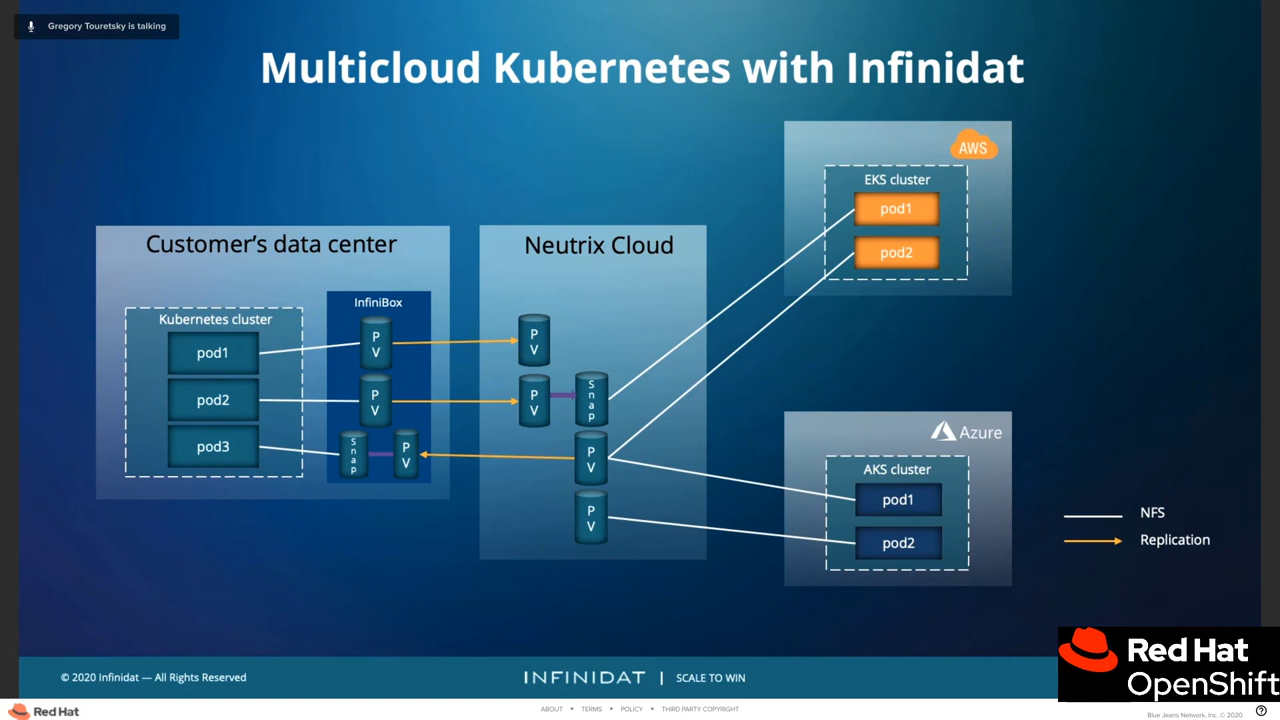 Gregory Touretsky is talking
Multicloud Kubernetes with Infinidat
Customer's data center
Kubernetes cluster
pod1
pod2
pod3
InfiniBox
P
V
P
V
S
n
a
p
P
V
Neutrix Cloud
P
V
P
V
S
n
a
p
P
V
P
V
AWS
EKS cluster
pod1
pod2
Azure
AKS cluster
pod1
pod2
NFS
Replication
© 2020 Infinidat — All Rights Reserved
INFINIDAT | SCALE TO WIN
Red Hat
OpenShift
Red Hat
ABOUT • TERMS • POLICY • THIRD PARTY COPYRIGHT
Blue Jeans Network, Inc. © 2020
?